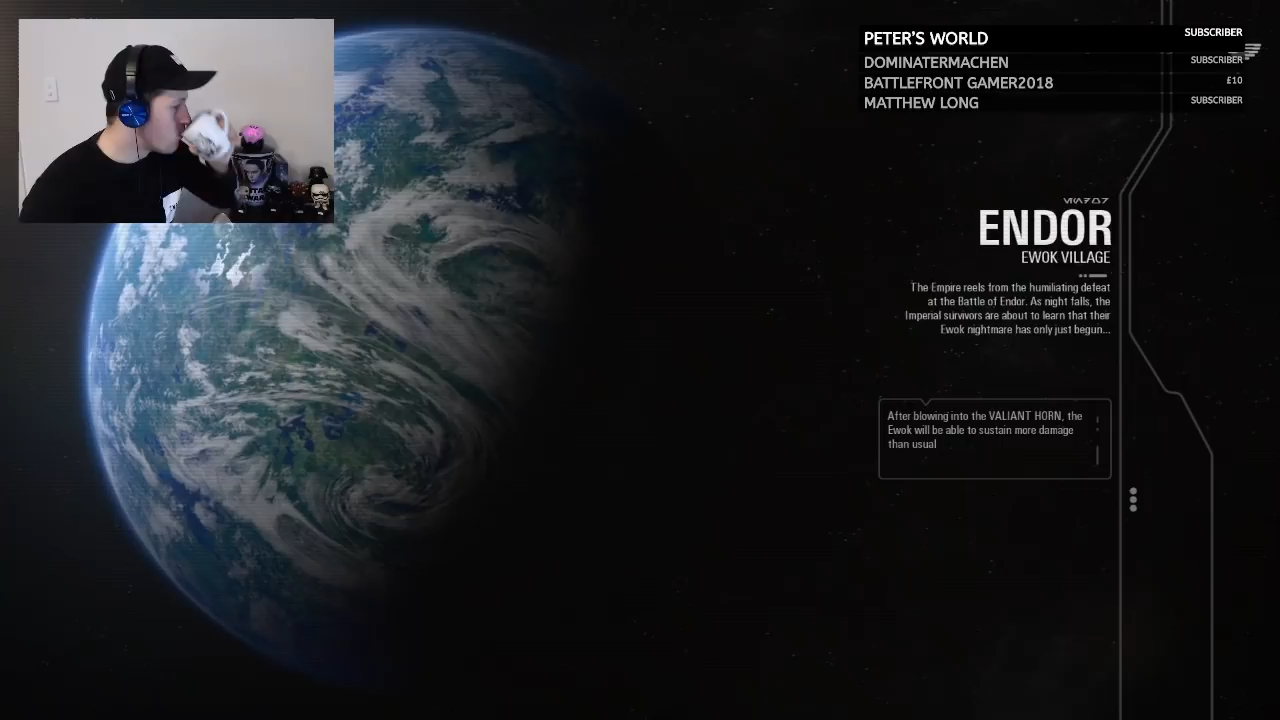 PETER'S WORLD SUBSCRIBER
DOMINATERMACHEN SUBSCRIBER
BATTLEFRONT GAMER2018 £10
MATTHEW LONG SUBSCRIBER
ENDOR
EWOK VILLAGE
The Empire reels from the humiliating defeat
at the Battle of Endor. As night falls, the
Imperial survivors are about to learn that their
Ewok nightmare has only just begun...
After blowing into the VALIANT HORN, the
Ewok will be able to sustain more damage
than usual